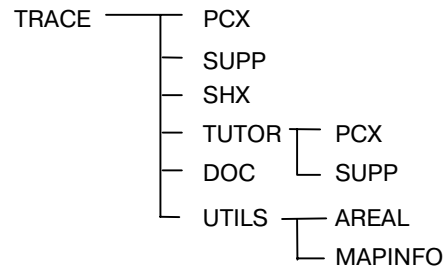 TRACE PCX
SUPP
SHX
TUTOR PCX
DOC SUPP
UTILS AREAL
MAPINFO